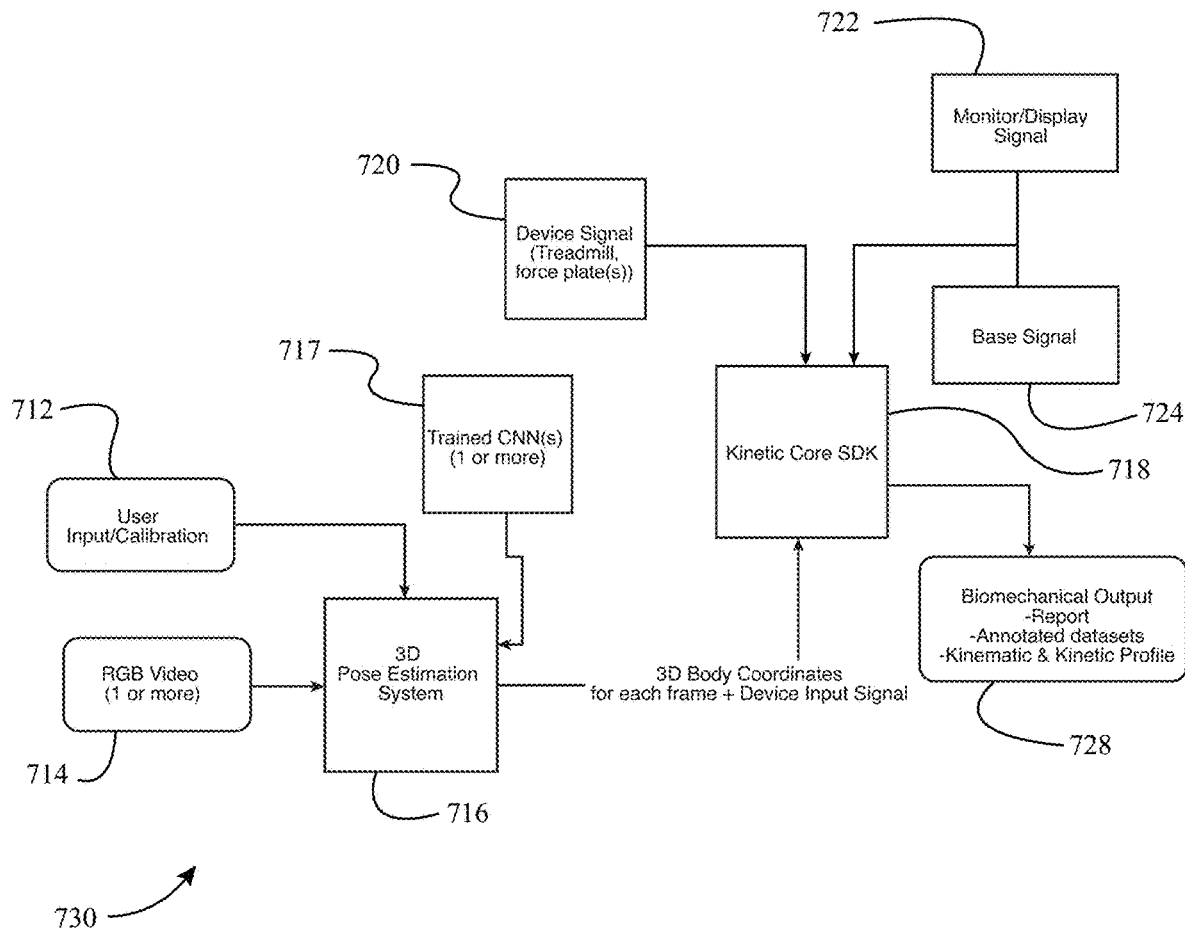 722
Monitor/Display
Signal
720
Device Signal
(Treadmill,
force plate(s))
Base Signal
724
717
Trained CNN(s)
(1 or more)
Kinetic Core SDK
718
712
User
Input/Calibration
RGB Video
(1 or more)
714
3D
Pose Estimation
System
716
3D Body Coordinates
for each frame + Device Input Signal
Biomechanical Output
-Report
-Annotated datasets
-Kinematic & Kinetic Profile
728
730